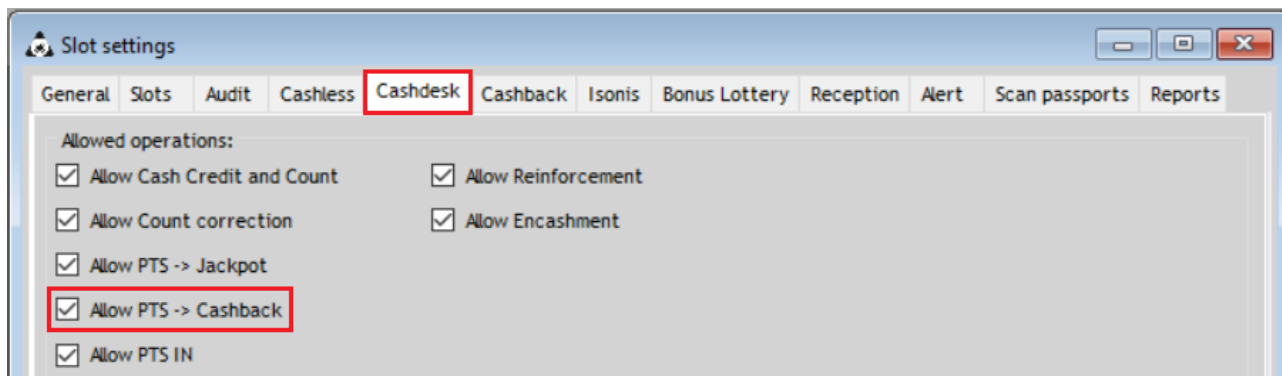 Slot settings
General Slots Audit Cashless Cashdesk Cashback Isonis Bonus Lottery Reception Alert Scan passports Reports
Allowed operations:
Allow Cash Credit and Count Allow Reinforcement
Allow Count correction Allow Encashment
Allow PTS -> Jackpot
Allow PTS -> Cashback
Allow PTS IN